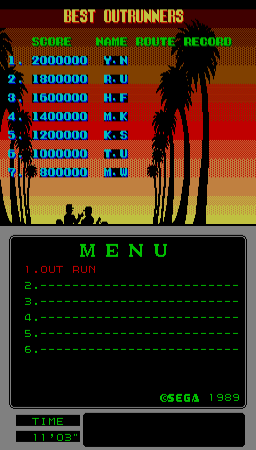 BEST OUTRUNNERS
SCORE NAME ROUTE RECORD
1. 2000000 Y.N
2. 1800000 R.U
3. 1600000 H.F
4. 1400000 M.K
5. 1200000 K.S
6. 1000000 T.U
7. 800000 M.W
MENU
1.OUT RUN
2.-------------------------
3.-------------------------
4.-------------------------
5.-------------------------
6.-------------------------
©SEGA 1989
TIME
11'03"